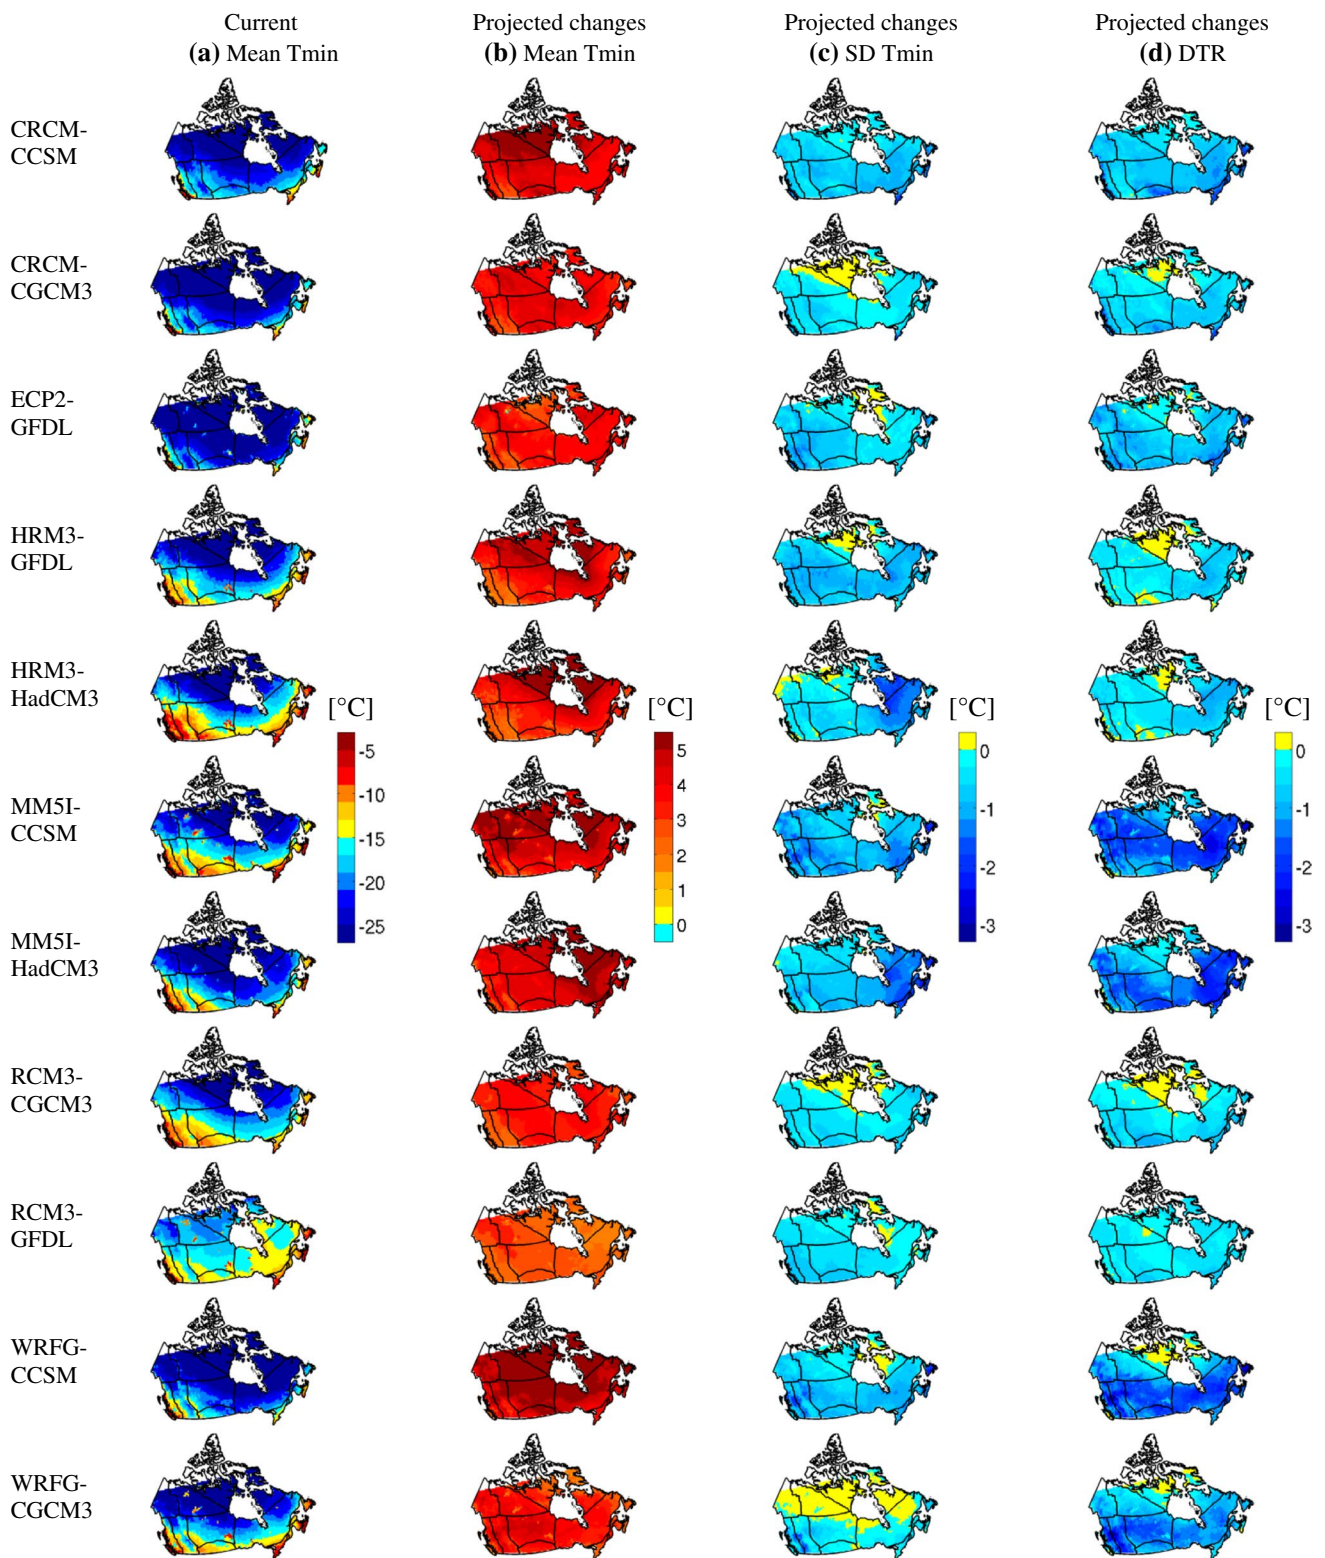 Current Projected changes Projected changes Projected changes
(a) Mean Tmin (b) Mean Tmin (c) SD Tmin (d) DTR
CRCM-
CCSM
CRCM-
CGCM3
ECP2-
GFDL
HRM3-
GFDL
HRM3-
HadCM3
[°C] [°C] [°C] [°C]
-5 5 0 0
-10 4
3 -1 -1
-15
2
-20 -2 -2
1
-25 0 -3 -3
MM5I-
CCSM
MM5I-
HadCM3
RCM3-
CGCM3
RCM3-
GFDL
WRFG-
CCSM
WRFG-
CGCM3